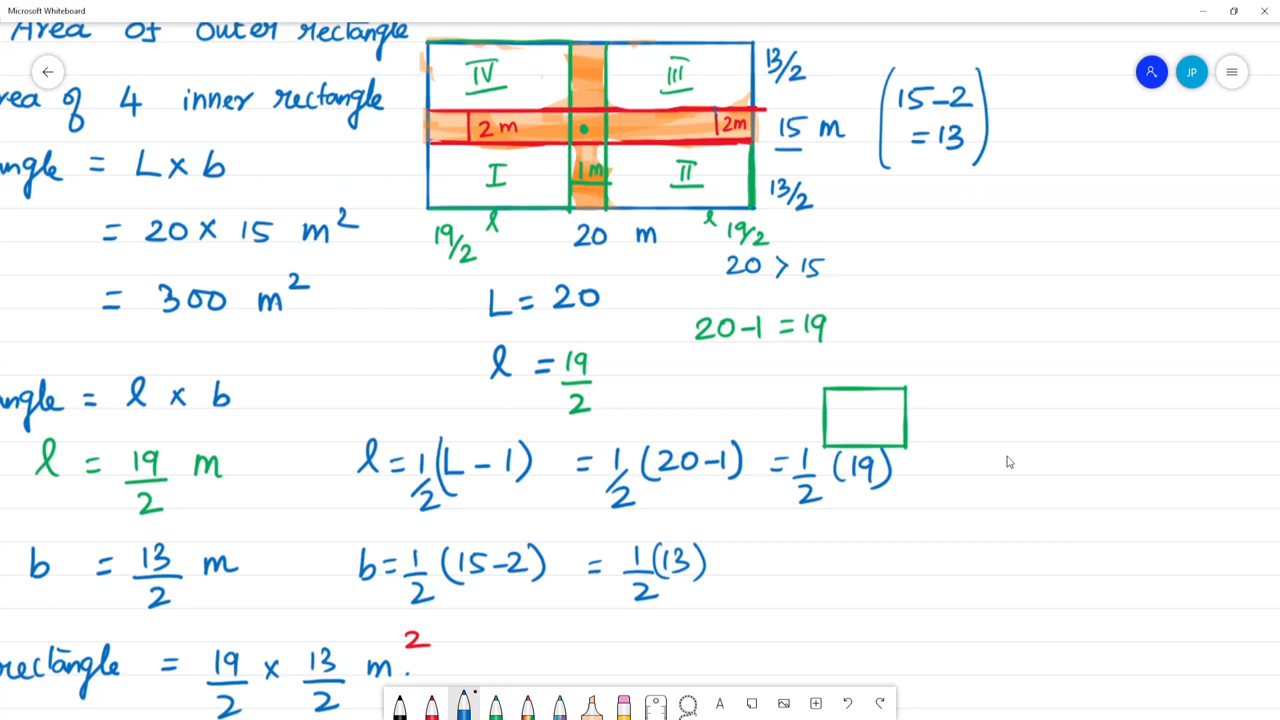 Microsoft Whiteboard
Area of outer rectangle
rea of 4 inner rectangle
ngle = L x b
= 20 x 15 m²
= 300 m²
IV
III
2 m
2m
I
1m
II
13/2
15 m
13/2
(15-2
= 13)
19/2
l
20 m
l
19/2
20 > 15
L = 20
20-1 = 19
l = 19/2
ngle = l x b
l = 19/2 m
l = 1/2 (L - 1) = 1/2 (20-1) = 1/2 (19)
b = 13/2 m
b = 1/2 (15-2) = 1/2 (13)
rectangle = 19/2 x 13/2 m.²
JP
A